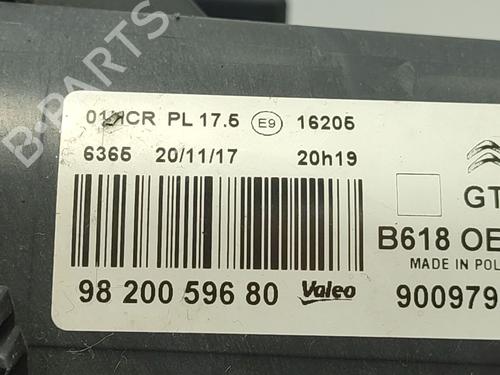 CR PL 17.5 E9 16205
6365 20/11/17 20h19
GT
B618 OE
MADE IN POL
98 200 596 80 Valeo
900979
B-PARTS